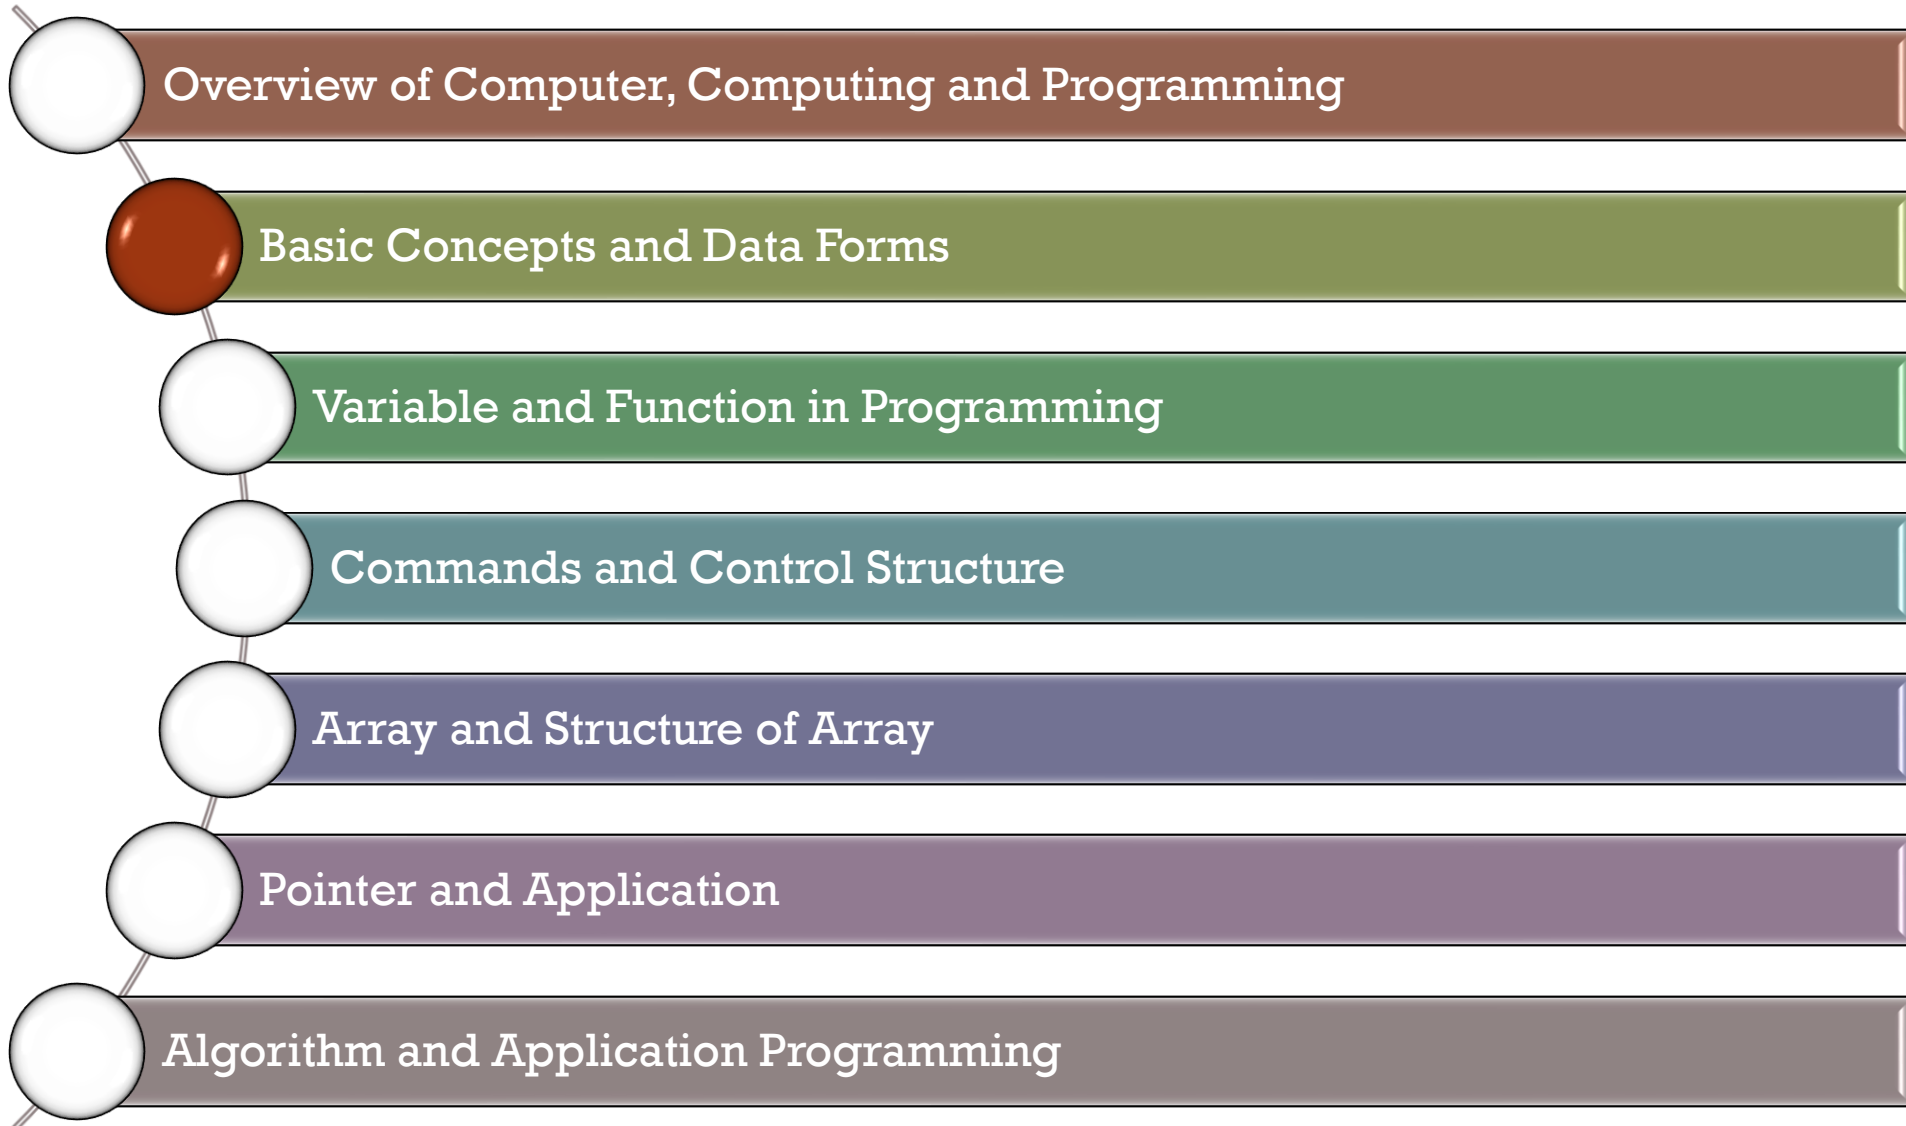 Overview of Computer, Computing and Programming
Basic Concepts and Data Forms
Variable and Function in Programming
Commands and Control Structure
Array and Structure of Array
Pointer and Application
Algorithm and Application Programming